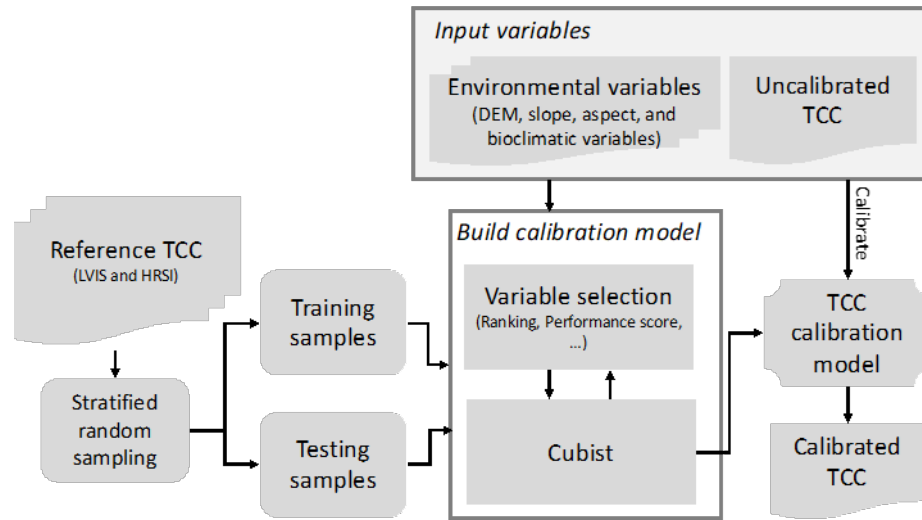 Input variables
Environmental variables
(DEM, slope, aspect, and
bioclimatic variables)
Uncalibrated
TCC
Calibrate
Reference TCC
(LVIS and HRSI)
Stratified
random
sampling
Training
samples
Testing
samples
Build calibration model
Variable selection
(Ranking, Performance score,
...)
Cubist
TCC
calibration
model
Calibrated
TCC